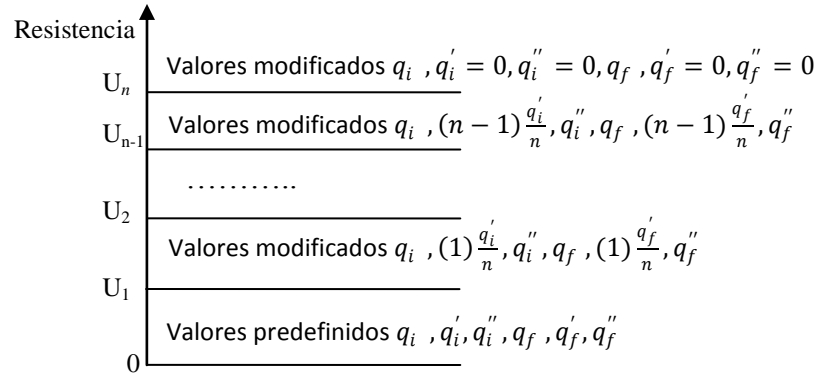 Resistencia
Valores modificados q_i , q_i^' = 0, q_i^'' = 0, q_f , q_f^' = 0, q_f^'' = 0
U_n
Valores modificados q_i , (n − 1) q_i^'/n, q_i^'', q_f , (n − 1) q_f^'/n, q_f^''
U_{n-1}
...........
U_2
Valores modificados q_i , (1) q_i^'/n, q_i^'', q_f , (1) q_f^'/n, q_f^''
U_1
Valores predefinidos q_i , q_i^', q_i^'', q_f , q_f^', q_f^''
0